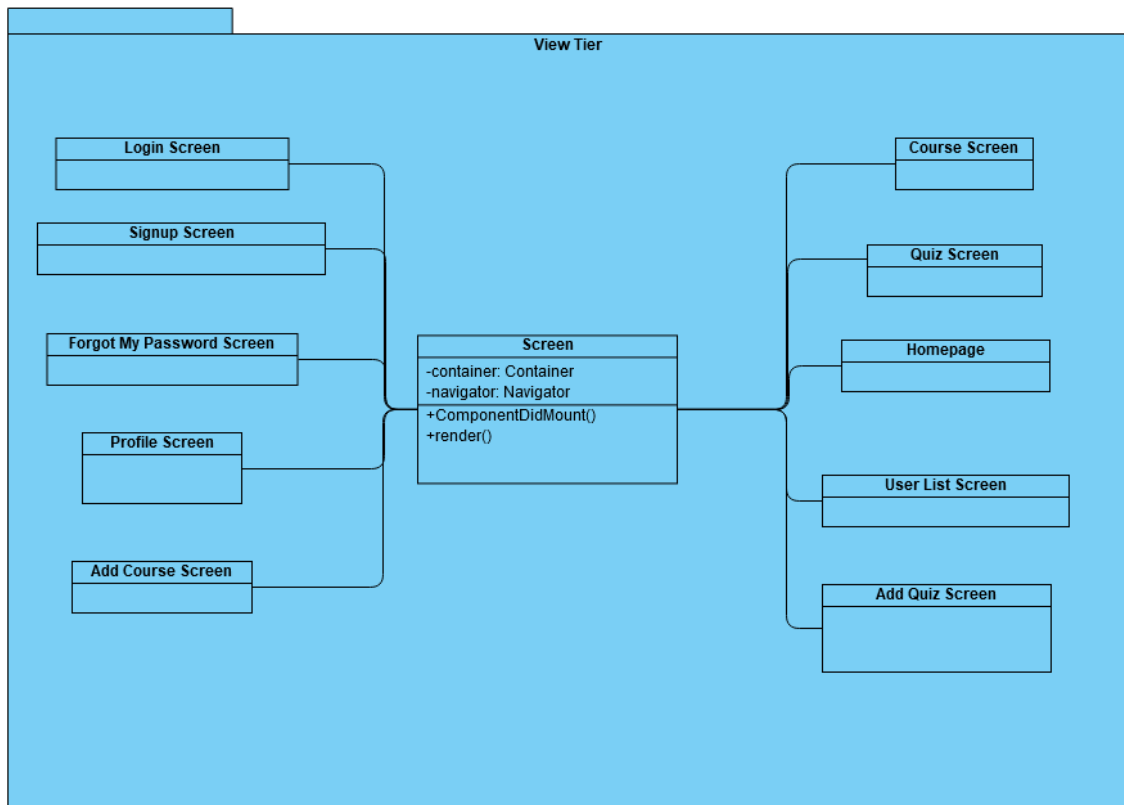 View Tier
Login Screen
Signup Screen
Forgot My Password Screen
Profile Screen
Add Course Screen
Screen
-container: Container
-navigator: Navigator
+ComponentDidMount()
+render()
Course Screen
Quiz Screen
Homepage
User List Screen
Add Quiz Screen